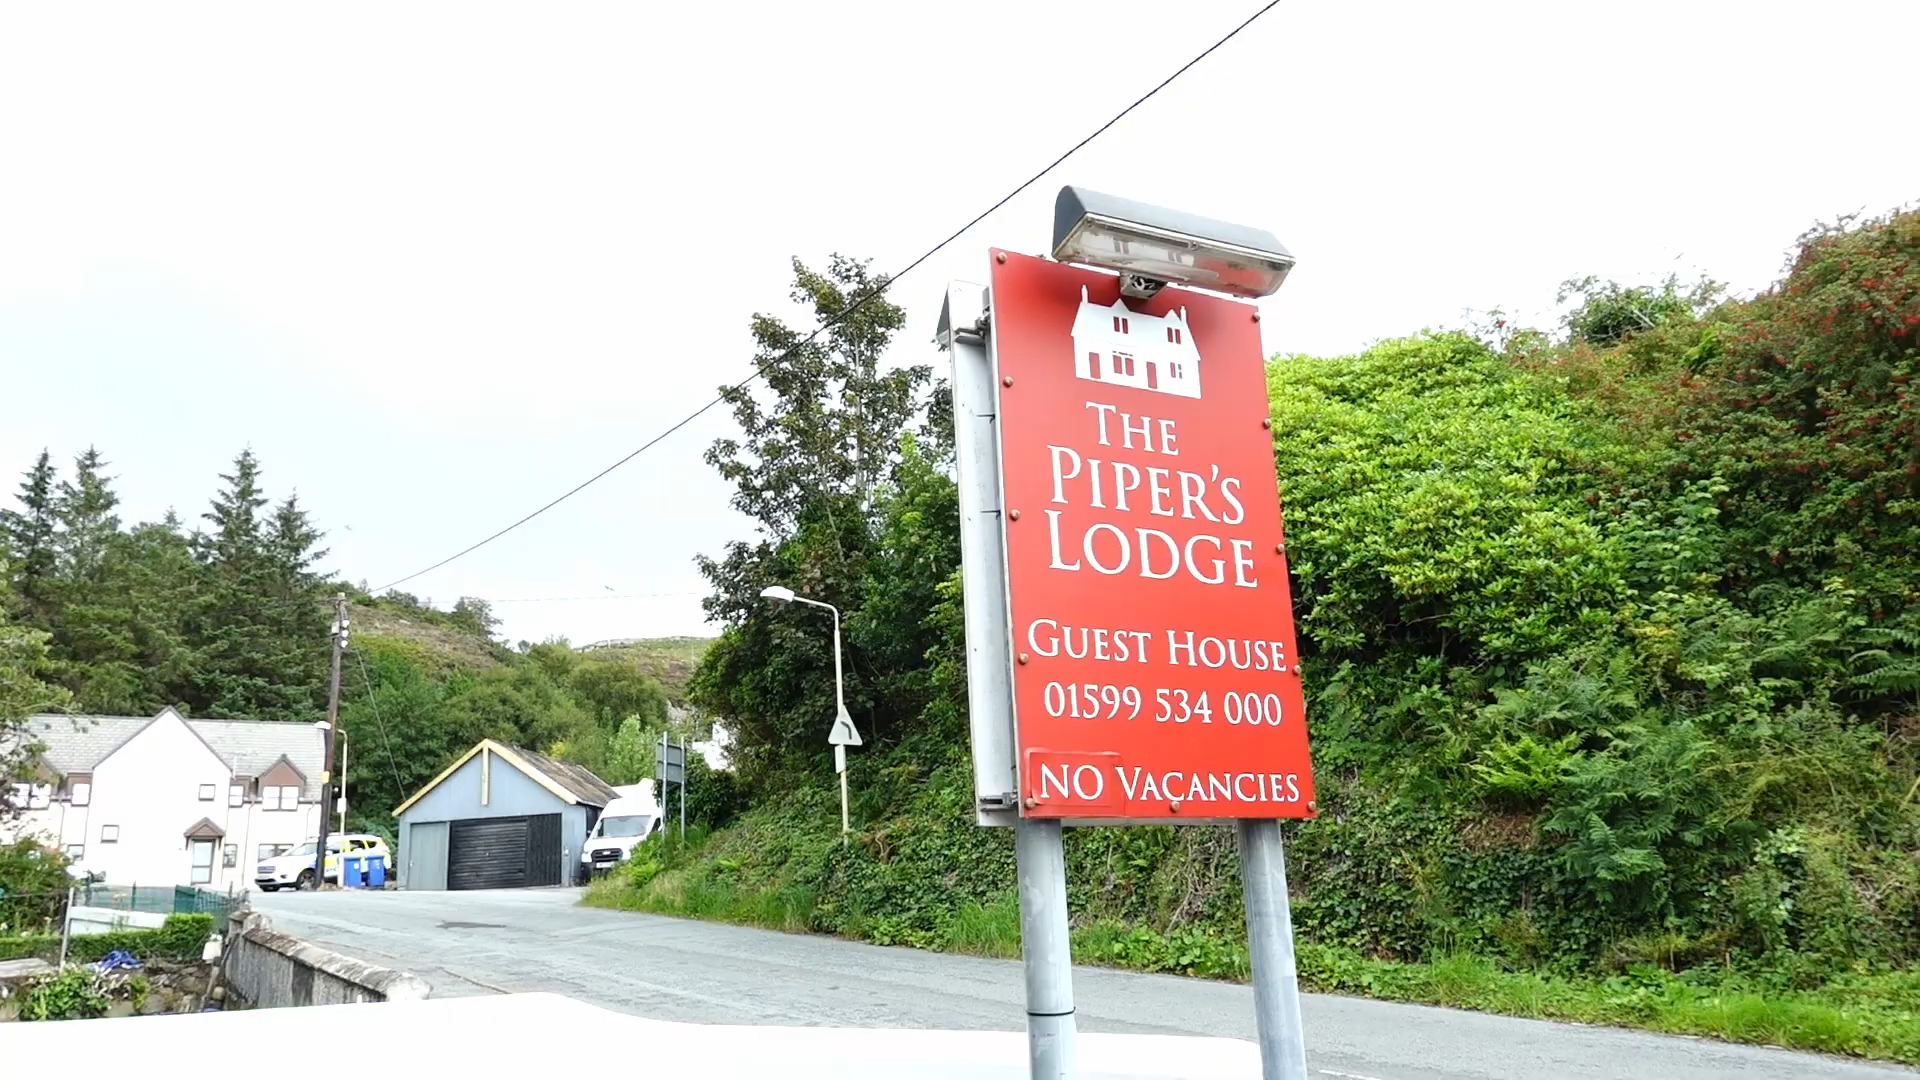 THE
PIPER'S
LODGE
GUEST HOUSE
01599 534 000
NO VACANCIES